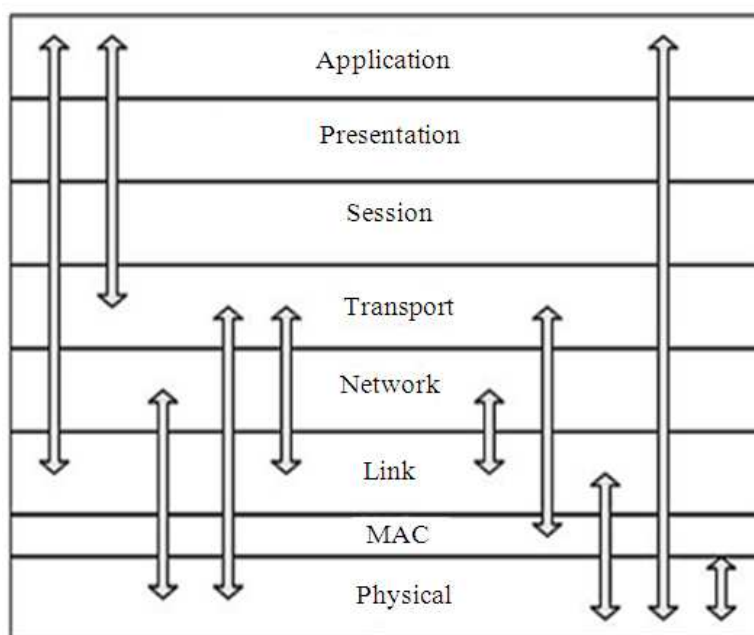 Application
Presentation
Session
Transport
Network
Link
MAC
Physical